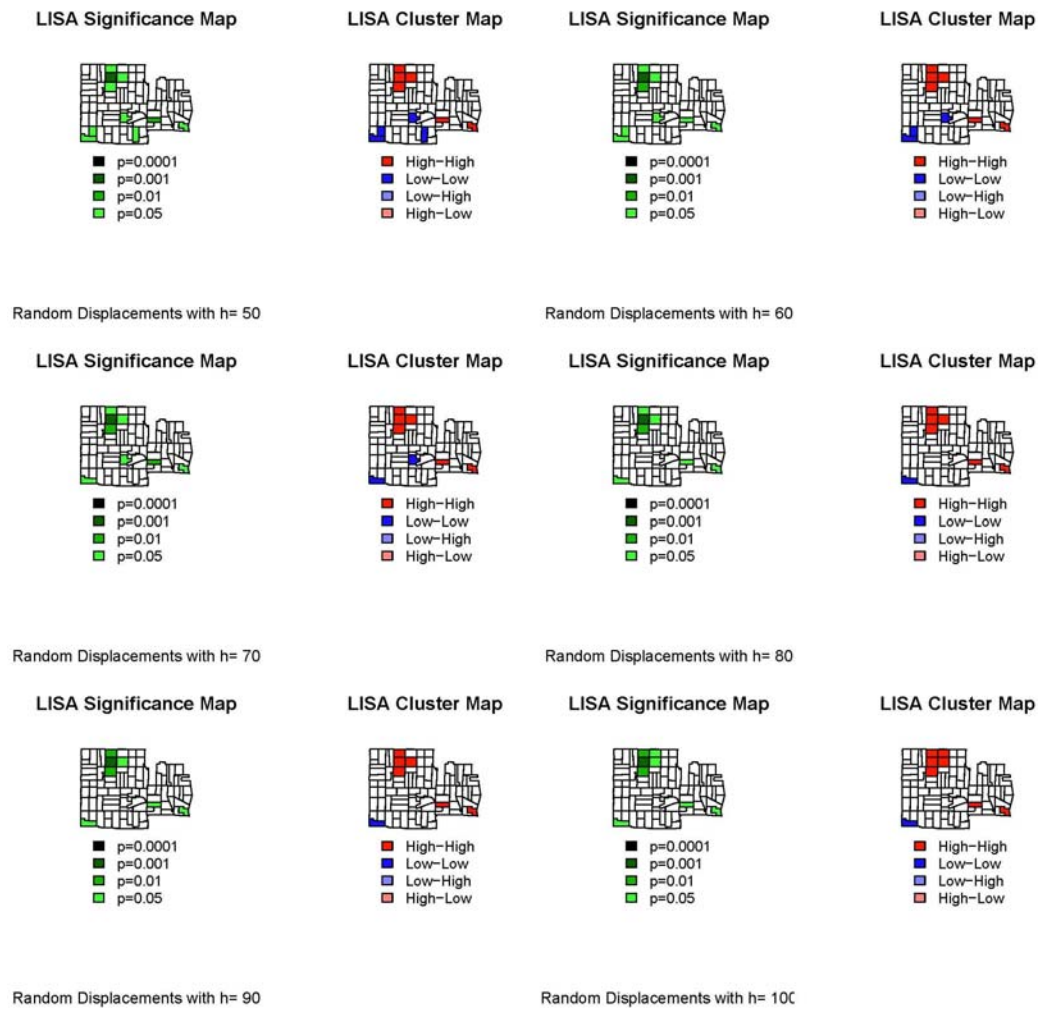 LISA Significance Map
LISA Cluster Map
LISA Significance Map
LISA Cluster Map
p=0.0001
p=0.001
p=0.01
p=0.05
High−High
Low−Low
Low−High
High−Low
p=0.0001
p=0.001
p=0.01
p=0.05
High−High
Low−Low
Low−High
High−Low
Random Displacements with h= 50
Random Displacements with h= 60
LISA Significance Map
LISA Cluster Map
LISA Significance Map
LISA Cluster Map
p=0.0001
p=0.001
p=0.01
p=0.05
High−High
Low−Low
Low−High
High−Low
p=0.0001
p=0.001
p=0.01
p=0.05
High−High
Low−Low
Low−High
High−Low
Random Displacements with h= 70
Random Displacements with h= 80
LISA Significance Map
LISA Cluster Map
LISA Significance Map
LISA Cluster Map
p=0.0001
p=0.001
p=0.01
p=0.05
High−High
Low−Low
Low−High
High−Low
p=0.0001
p=0.001
p=0.01
p=0.05
High−High
Low−Low
Low−High
High−Low
Random Displacements with h= 90
Random Displacements with h= 100